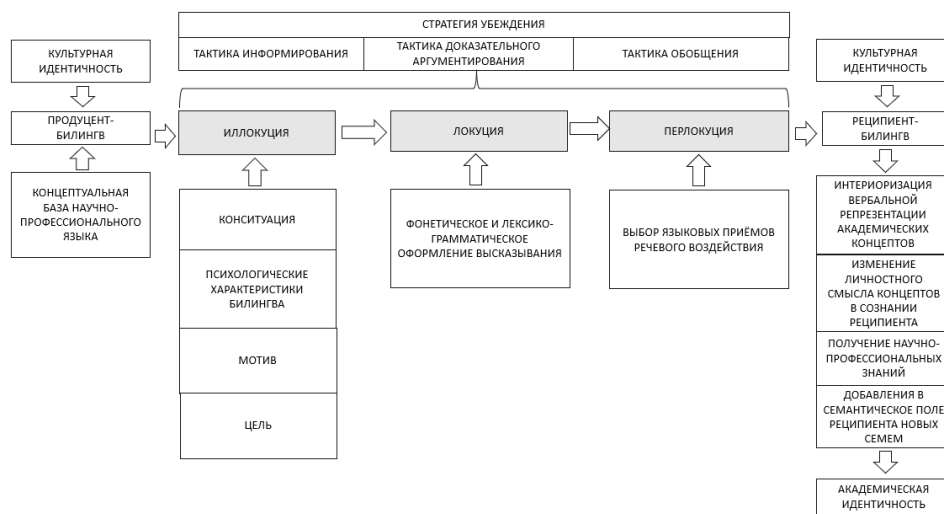 СТРАТЕГИЯ УБЕЖДЕНИЯ
ТАКТИКА ИНФОРМИРОВАНИЯ
ТАКТИКА ДОКАЗАТЕЛЬНОГО
АРГУМЕНТИРОВАНИЯ
ТАКТИКА ОБОБЩЕНИЯ
КУЛЬТУРНАЯ
ИДЕНТИЧНОСТЬ
ПРОДУЦЕНТ-
БИЛИНГВ
КОНЦЕПТУАЛЬНАЯ
БАЗА НАУЧНО-
ПРОФЕССИОНАЛЬНОГО
ЯЗЫКА
ИЛЛОКУЦИЯ
КОНСИТУАЦИЯ
ПСИХОЛОГИЧЕСКИЕ
ХАРАКТЕРИСТИКИ
БИЛИНГВА
МОТИВ
ЦЕЛЬ
ЛОКУЦИЯ
ФОНЕТИЧЕСКОЕ И ЛЕКСИКО-
ГРАММАТИЧЕСКОЕ
ОФОРМЛЕНИЕ ВЫСКАЗЫВАНИЯ
ПЕРЛОКУЦИЯ
ВЫБОР ЯЗЫКОВЫХ ПРИЁМОВ
РЕЧЕВОГО ВОЗДЕЙСТВИЯ
КУЛЬТУРНАЯ
ИДЕНТИЧНОСТЬ
РЕЦИПИЕНТ-
БИЛИНГВ
ИНТЕРИОРИЗАЦИЯ
ВЕРБАЛЬНОЙ
РЕПРЕЗЕНТАЦИИ
АКАДЕМИЧЕСКИХ
КОНЦЕПТОВ
ИЗМЕНЕНИЕ
ЛИЧНОСТНОГО
СМЫСЛА КОНЦЕПТОВ
В СОЗНАНИИ
РЕЦИПИЕНТА
ПОЛУЧЕНИЕ НАУЧНО-
ПРОФЕССИОНАЛЬНЫХ
ЗНАНИЙ
ДОБАВЛЕНИЯ В
СЕМАНТИЧЕСКОЕ ПОЛЕ
РЕЦИПИЕНТА НОВЫХ
СЕМЕМ
АКАДЕМИЧЕСКАЯ
ИДЕНТИЧНОСТЬ